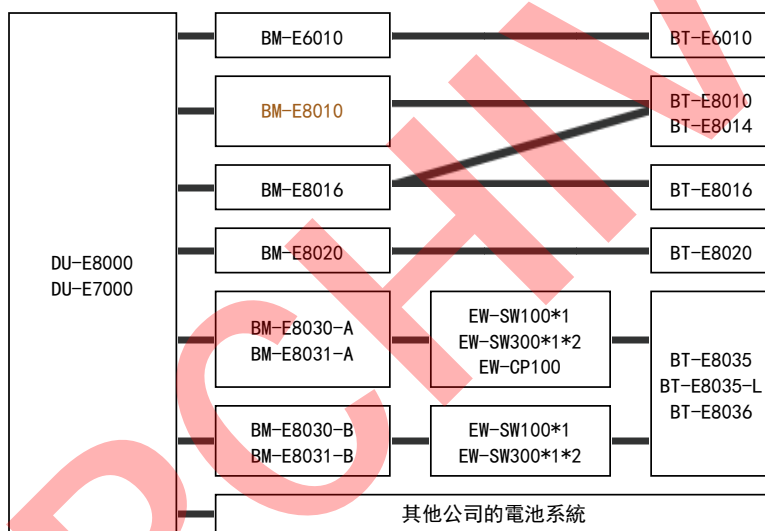 DU-E8000
DU-E7000
BM-E6010
BT-E6010
BM-E8010
BT-E8010
BT-E8014
BM-E8016
BT-E8016
BM-E8020
BT-E8020
BM-E8030-A
BM-E8031-A
EW-SW100*1
EW-SW300*1*2
EW-CP100
BT-E8035
BT-E8035-L
BT-E8036
BM-E8030-B
BM-E8031-B
EW-SW100*1
EW-SW300*1*2
其他公司的電池系統